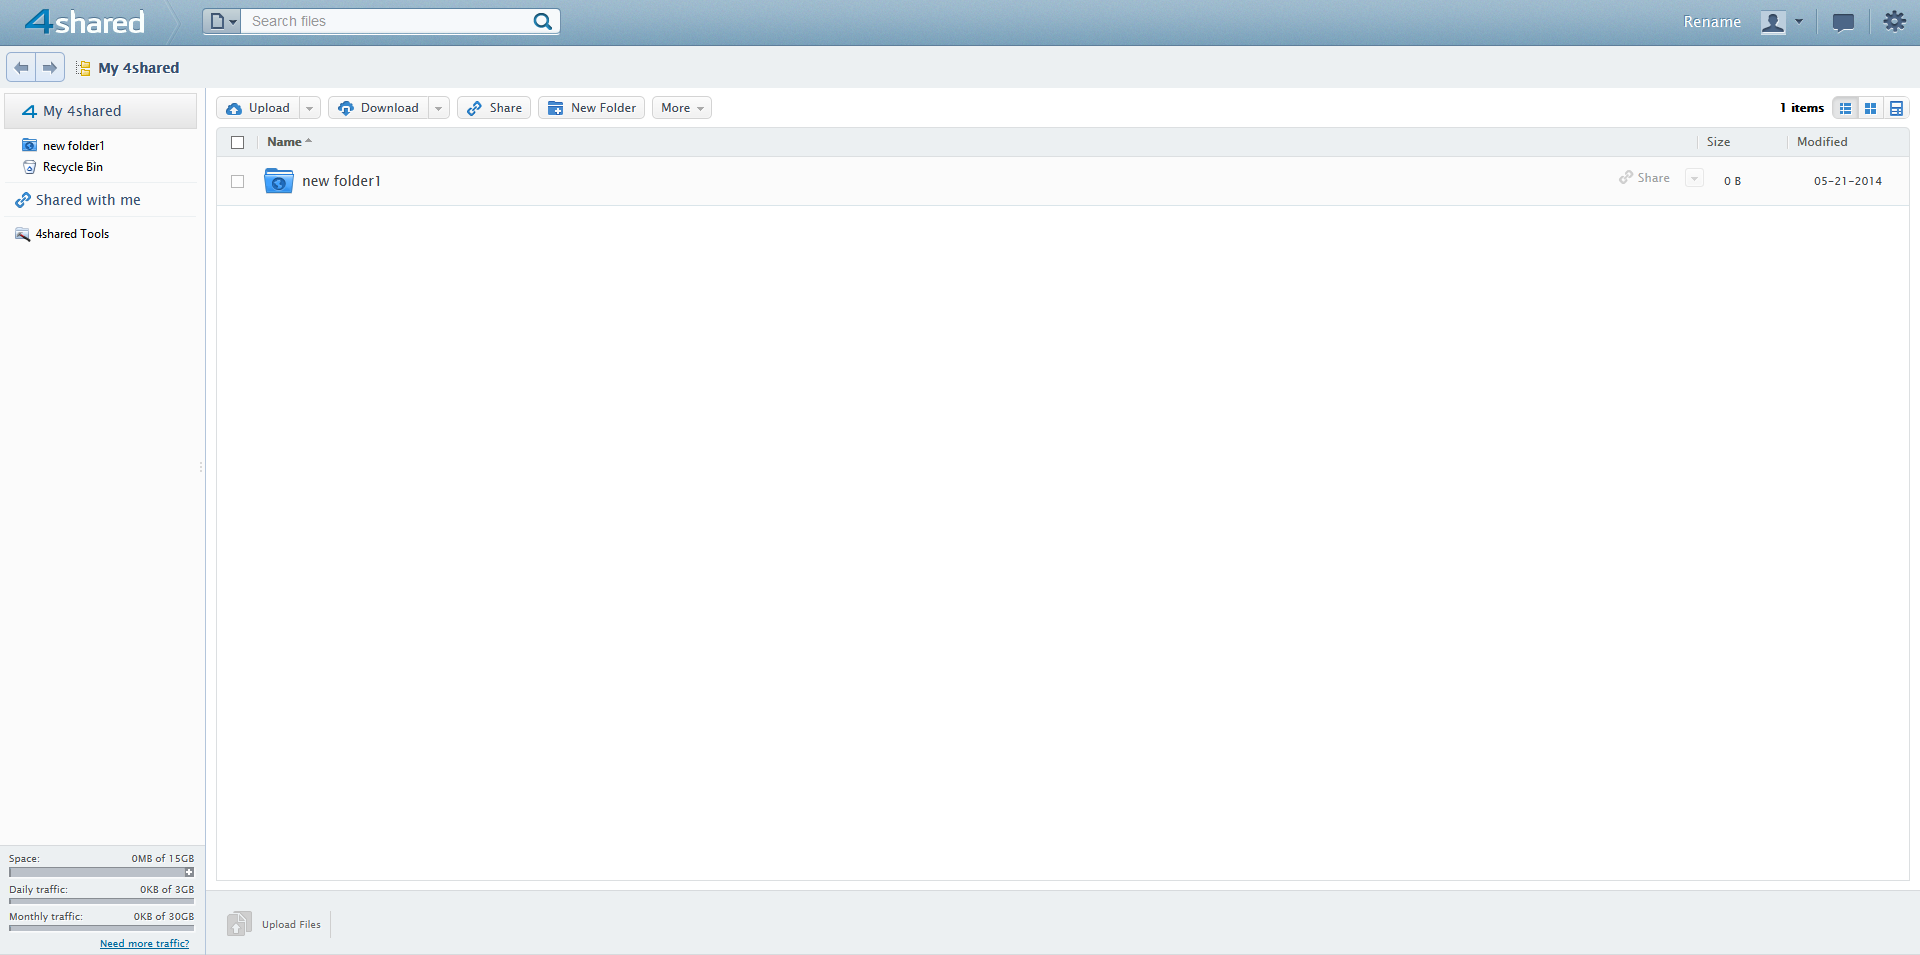 4shared
Search files
Rename
My 4shared
My 4shared
new folder1
Recycle Bin
Shared with me
4shared Tools
Upload
Download
Share
New Folder
More
1 items
Name
Size
Modified
new folder1
Share
0 B
05-21-2014
Space: 0MB of 15GB
Daily traffic: 0KB of 3GB
Monthly traffic: 0KB of 30GB
Need more traffic?
Upload Files